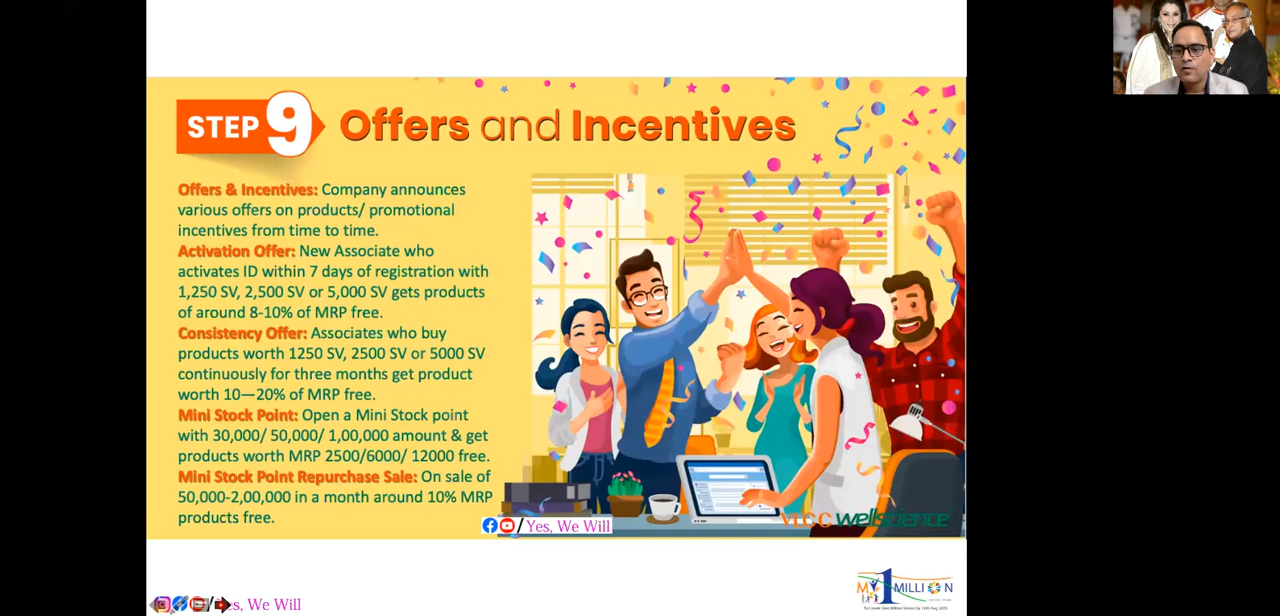 STEP 9 Offers and Incentives
Offers & Incentives: Company announces
various offers on products/ promotional
incentives from time to time.
Activation Offer: New Associate who
activates ID within 7 days of registration with
1,250 SV, 2,500 SV or 5,000 SV gets products
of around 8-10% of MRP free.
Consistency Offer: Associates who buy
products worth 1250 SV, 2500 SV or 5000 SV
continuously for three months get product
worth 10—20% of MRP free.
Mini Stock Point: Open a Mini Stock point
with 30,000/ 50,000/ 1,00,000 amount & get
products worth MRP 2500/6000/ 12000 free.
Mini Stock Point Repurchase Sale: On sale of
50,000-2,00,000 in a month around 10% MRP
products free.
/ Yes, We Will
VLCC wellscience
MY 1 MILLION
/ Yes, We Will